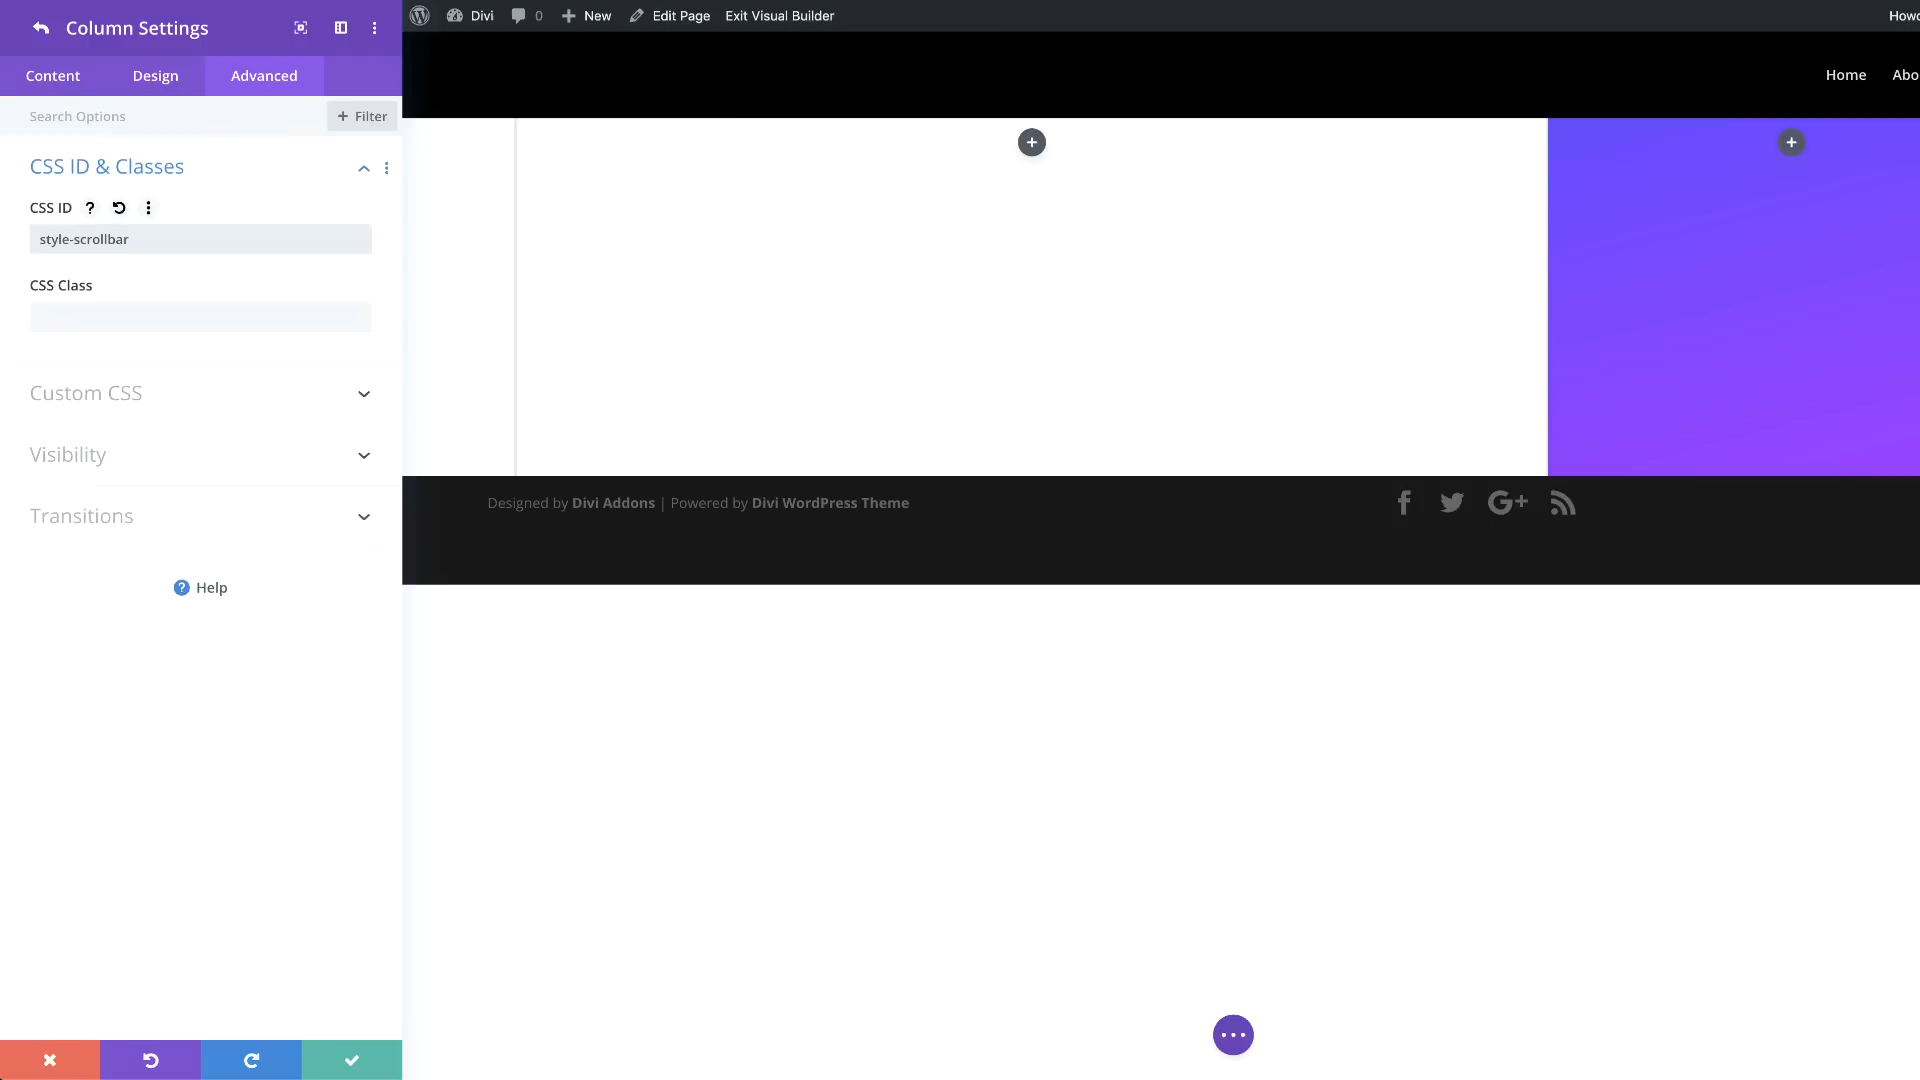 Column Settings
Content
Design
Advanced
Search Options
+ Filter
CSS ID & Classes
CSS ID ?
style-scrollbar
CSS Class
Custom CSS
Visibility
Transitions
? Help
Divi
0
New
Edit Page
Exit Visual Builder
Howd
Home
Abo
Designed by Divi Addons | Powered by Divi WordPress Theme